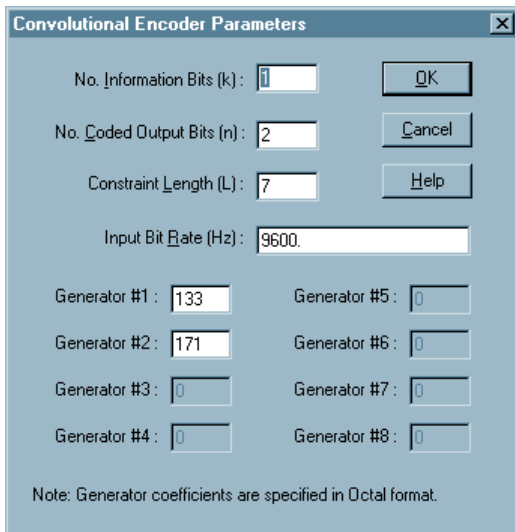 Convolutional Encoder Parameters
No. Information Bits (k) : 1
OK
No. Coded Output Bits (n) : 2
Cancel
Constraint Length (L) : 7
Help
Input Bit Rate (Hz) : 9600.
Generator #1 : 133
Generator #5 : 0
Generator #2 : 171
Generator #6 : 0
Generator #3 : 0
Generator #7 : 0
Generator #4 : 0
Generator #8 : 0
Note: Generator coefficients are specified in Octal format.